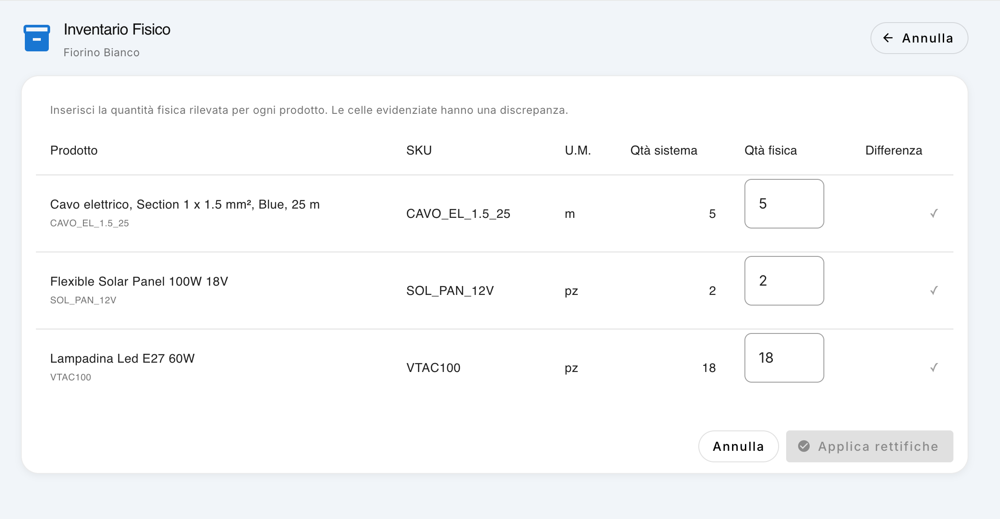 Inventario Fisico
Fiorino Bianco
← Annulla
Inserisci la quantità fisica rilevata per ogni prodotto. Le celle evidenziate hanno una discrepanza.
Prodotto SKU U.M. Qtà sistema Qtà fisica Differenza
Cavo elettrico, Section 1 x 1.5 mm², Blue, 25 m
CAVO_EL_1.5_25
CAVO_EL_1.5_25 m 5 5 ✓
Flexible Solar Panel 100W 18V
SOL_PAN_12V
SOL_PAN_12V pz 2 2 ✓
Lampadina Led E27 60W
VTAC100
VTAC100 pz 18 18 ✓
Annulla Applica rettifiche